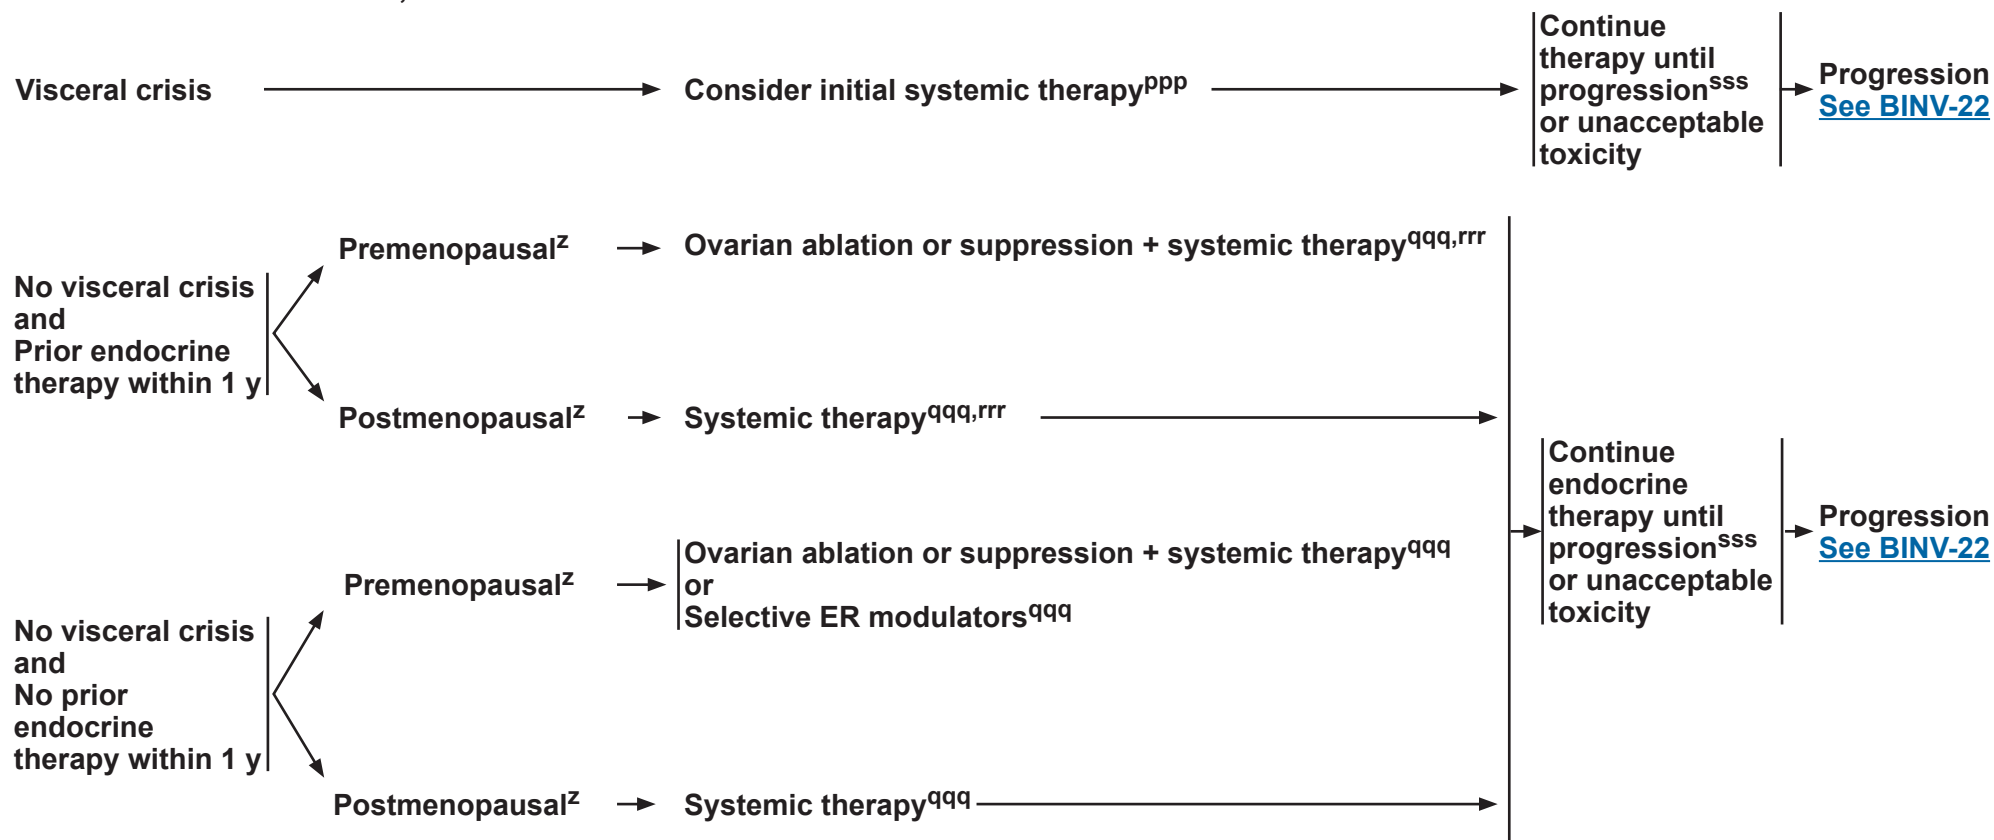 Visceral crisis
Consider initial systemic therapyppp
Continue
therapy until
progressionsss
or unacceptable
toxicity
Progression
See BINV-22
No visceral crisis
and
Prior endocrine
therapy within 1 y
Premenopausalz
Ovarian ablation or suppression + systemic therapyqqq,rrr
Postmenopausalz
Systemic therapyqqq,rrr
No visceral crisis
and
No prior
endocrine
therapy within 1 y
Premenopausalz
Ovarian ablation or suppression + systemic therapyqqq
or
Selective ER modulatorsqqq
Postmenopausalz
Systemic therapyqqq
Continue
endocrine
therapy until
progressionsss
or unacceptable
toxicity
Progression
See BINV-22